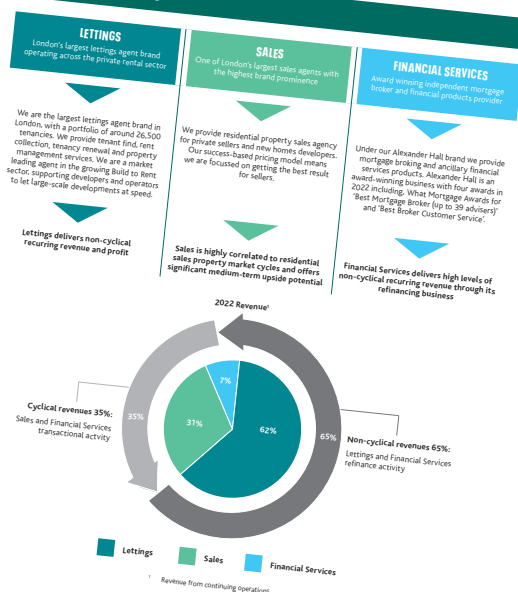 LETTINGS
London's largest lettings agent brand
operating across the private rental sector
We are the largest lettings agent brand in
London, with a portfolio of around 26,500
tenancies. We provide tenant find, rent
collection, tenancy renewal and property
management services. We are a market
leading agent in the growing Build to Rent
sector, supporting developers and operators
to let large-scale developments at speed.
Lettings delivers non-cyclical
recurring revenue and profit
SALES
One of London's largest sales agents with
the highest brand prominence
We provide residential property sales agency
for private sellers and new homes developers.
Our success-based pricing model means
we are focussed on getting the best result
for sellers.
Sales is highly correlated to residential
sales property market cycles and offers
significant medium-term upside potential
FINANCIAL SERVICES
Award winning independent mortgage
broker and financial products provider
Under our Alexander Hall brand we provide
mortgage broking and ancillary financial
services products. Alexander Hall is an
award-winning business with four awards in
2022 including, What Mortgage Awards for
'Best Mortgage Broker (up to 39 advisers)'
and 'Best Broker Customer Service'.
Financial Services delivers high levels of
non-cyclical recurring revenue through its
refinancing business
2022 Revenue¹
7%
35%
31%
62%
65%
Cyclical revenues 35%:
Sales and Financial Services
transactional activity
Non-cyclical revenues 65%:
Lettings and Financial Services
refinance activity
Lettings
Sales
Financial Services
¹ Revenue from continuing operations